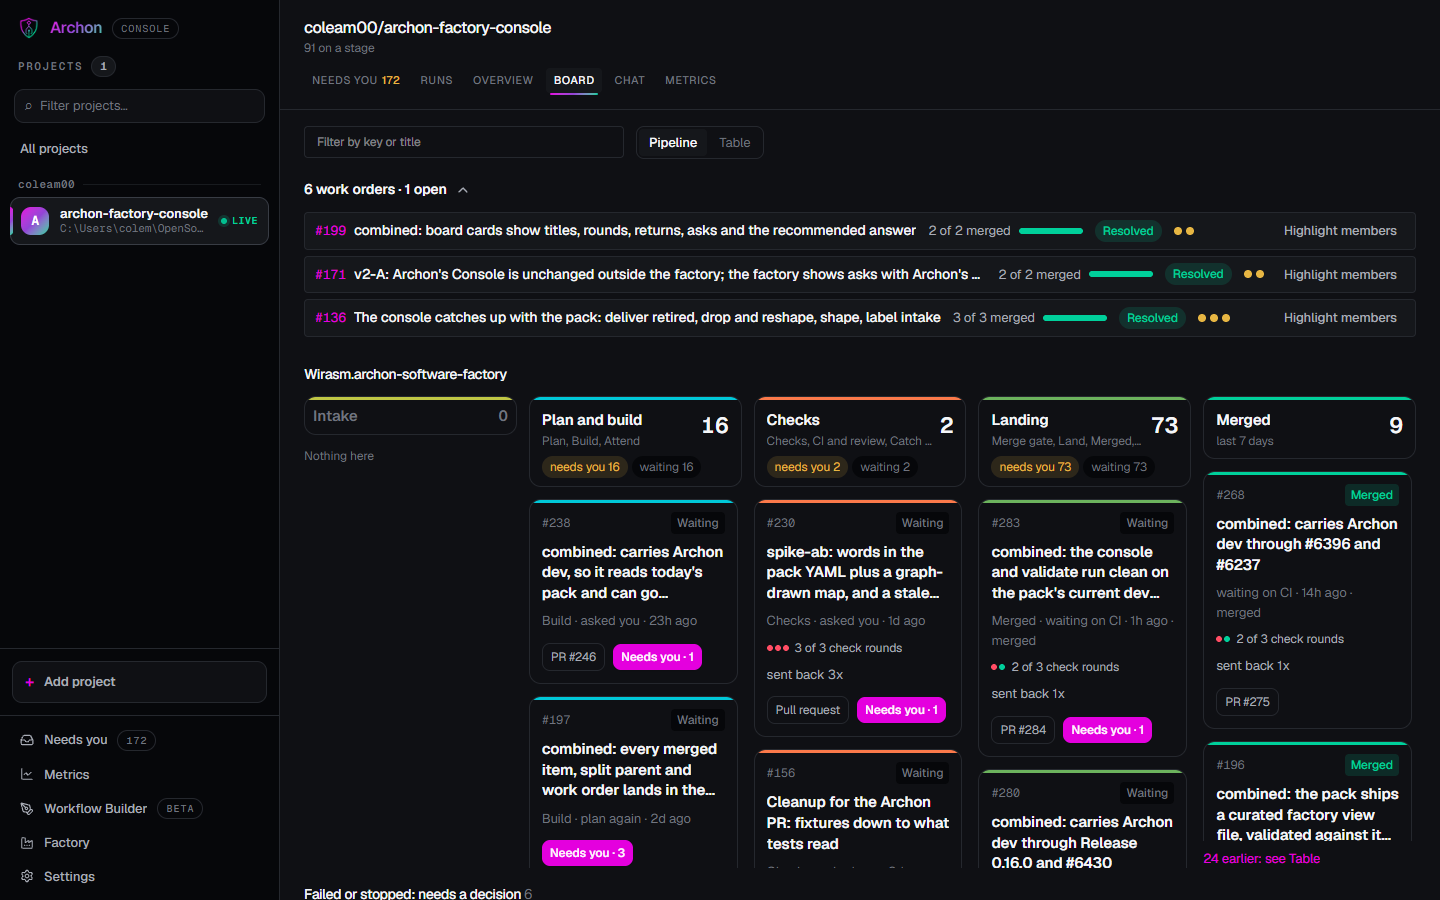 Archon CONSOLE
PROJECTS 1
Filter projects...
All projects
coleam00
A archon-factory-console LIVE
C:\Users\colem\OpenSo...
+ Add project
Needs you 172
Metrics
Workflow Builder BETA
Factory
Settings
coleam00/archon-factory-console
91 on a stage
NEEDS YOU 172 RUNS OVERVIEW BOARD CHAT METRICS
Filter by key or title
Pipeline Table
6 work orders · 1 open
#199 combined: board cards show titles, rounds, returns, asks and the recommended answer 2 of 2 merged Resolved Highlight members
#171 v2-A: Archon's Console is unchanged outside the factory; the factory shows asks with Archon's ... 2 of 2 merged Resolved Highlight members
#136 The console catches up with the pack: deliver retired, drop and reshape, shape, label intake 3 of 3 merged Resolved Highlight members
Wirasm.archon-software-factory
Intake 0
Nothing here
Plan and build 16
Plan, Build, Attend
needs you 16 waiting 16
#238 Waiting
combined: carries Archon
dev, so it reads today's
pack and can go...
Build · asked you · 23h ago
PR #246 Needs you · 1
#197 Waiting
combined: every merged
item, split parent and
work order lands in the...
Build · plan again · 2d ago
Needs you · 3
Checks 2
Checks, CI and review, Catch ...
needs you 2 waiting 2
#230 Waiting
spike-ab: words in the
pack YAML plus a graph-
drawn map, and a stale...
Checks · asked you · 1d ago
3 of 3 check rounds
sent back 3x
Pull request Needs you · 1
#156 Waiting
Cleanup for the Archon
PR: fixtures down to what
tests read
Landing 73
Merge gate, Land, Merged,...
needs you 73 waiting 73
#283 Waiting
combined: the console
and validate run clean on
the pack's current dev...
Merged · waiting on CI · 1h ago ·
merged
2 of 3 check rounds
sent back 1x
PR #284 Needs you · 1
#280 Waiting
combined: carries Archon
dev through Release
0.16.0 and #6430
Merged 9
last 7 days
#268 Merged
combined: carries Archon
dev through #6396 and
#6237
waiting on CI · 14h ago ·
merged
2 of 3 check rounds
sent back 1x
PR #275
#196 Merged
combined: the pack ships
a curated factory view
file, validated against it...
24 earlier: see Table
Failed or stopped: needs a decision 6